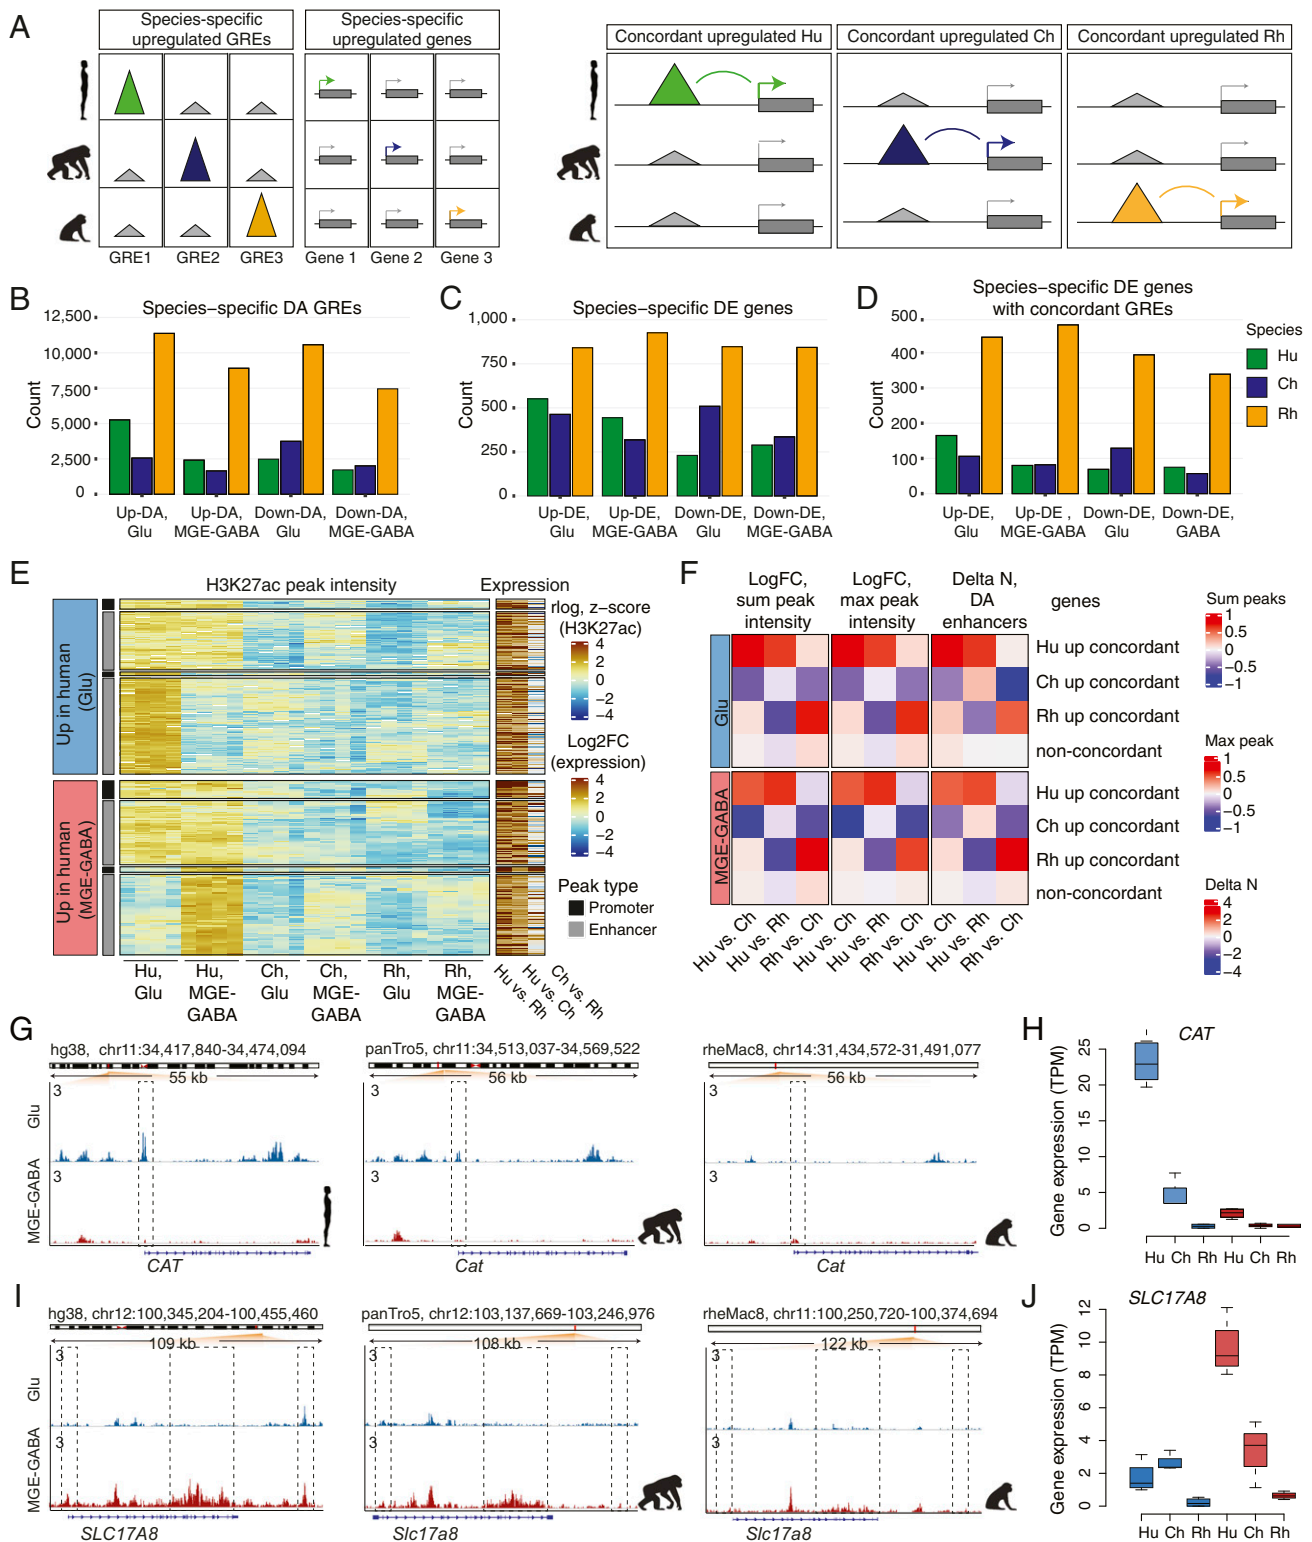 A
Species-specific
upregulated GREs
Species-specific
upregulated genes
Concordant upregulated Hu
Concordant upregulated Ch
Concordant upregulated Rh
GRE1 GRE2 GRE3
Gene 1 Gene 2 Gene 3
B
Species–specific DA GREs
Count
12,500
10,000
7,500
5,000
2,500
0
Up-DA,
Glu
Up-DA,
MGE-GABA
Down-DA,
Glu
Down-DA,
MGE-GABA
C
Species–specific DE genes
Count
1,000
750
500
250
0
Up-DE,
Glu
Up-DE,
MGE-GABA
Down-DE,
Glu
Down-DE,
MGE-GABA
D
Species–specific DE genes
with concordant GREs
Count
500
400
300
200
100
0
Up-DE,
Glu
Up-DE ,
MGE-GABA
Down-DE,
Glu
Down-DE,
GABA
Species
Hu
Ch
Rh
E
H3K27ac peak intensity
Expression
Up in human
(Glu)
Up in human
(MGE-GABA)
rlog, z-score
(H3K27ac)
4
2
0
−2
−4
Log2FC
(expression)
4
2
0
−2
−4
Peak type
Promoter
Enhancer
Hu,
Glu
Hu,
MGE-
GABA
Ch,
Glu
Ch,
MGE-
GABA
Rh,
Glu
Rh,
MGE-
GABA
Hu vs. Rh
Hu vs. Ch
Ch vs. Rh
F
LogFC,
sum peak
intensity
LogFC,
max peak
intensity
Delta N,
DA
enhancers
genes
Glu
Hu up concordant
Ch up concordant
Rh up concordant
non-concordant
MGE-GABA
Hu up concordant
Ch up concordant
Rh up concordant
non-concordant
Hu vs. Ch
Hu vs. Rh
Rh vs. Ch
Hu vs. Ch
Hu vs. Rh
Rh vs. Ch
Hu vs. Ch
Hu vs. Rh
Rh vs. Ch
Sum peaks
1
0.5
0
−0.5
−1
Max peak
1
0.5
0
−0.5
−1
Delta N
4
2
0
−2
−4
G
hg38, chr11:34,417,840-34,474,094
55 kb
Glu
3
MGE-GABA
3
CAT
panTro5, chr11:34,513,037-34,569,522
56 kb
3
3
Cat
rheMac8, chr14:31,434,572-31,491,077
56 kb
3
3
Cat
H
CAT
Gene expression (TPM)
25
20
15
10
5
0
Hu Ch Rh Hu Ch Rh
I
hg38, chr12:100,345,204-100,455,460
109 kb
Glu
3
MGE-GABA
3
SLC17A8
panTro5, chr12:103,137,669-103,246,976
108 kb
3
3
Slc17a8
rheMac8, chr11:100,250,720-100,374,694
122 kb
3
3
Slc17a8
J
SLC17A8
Gene expression (TPM)
12
10
8
6
4
2
0
Hu Ch Rh Hu Ch Rh